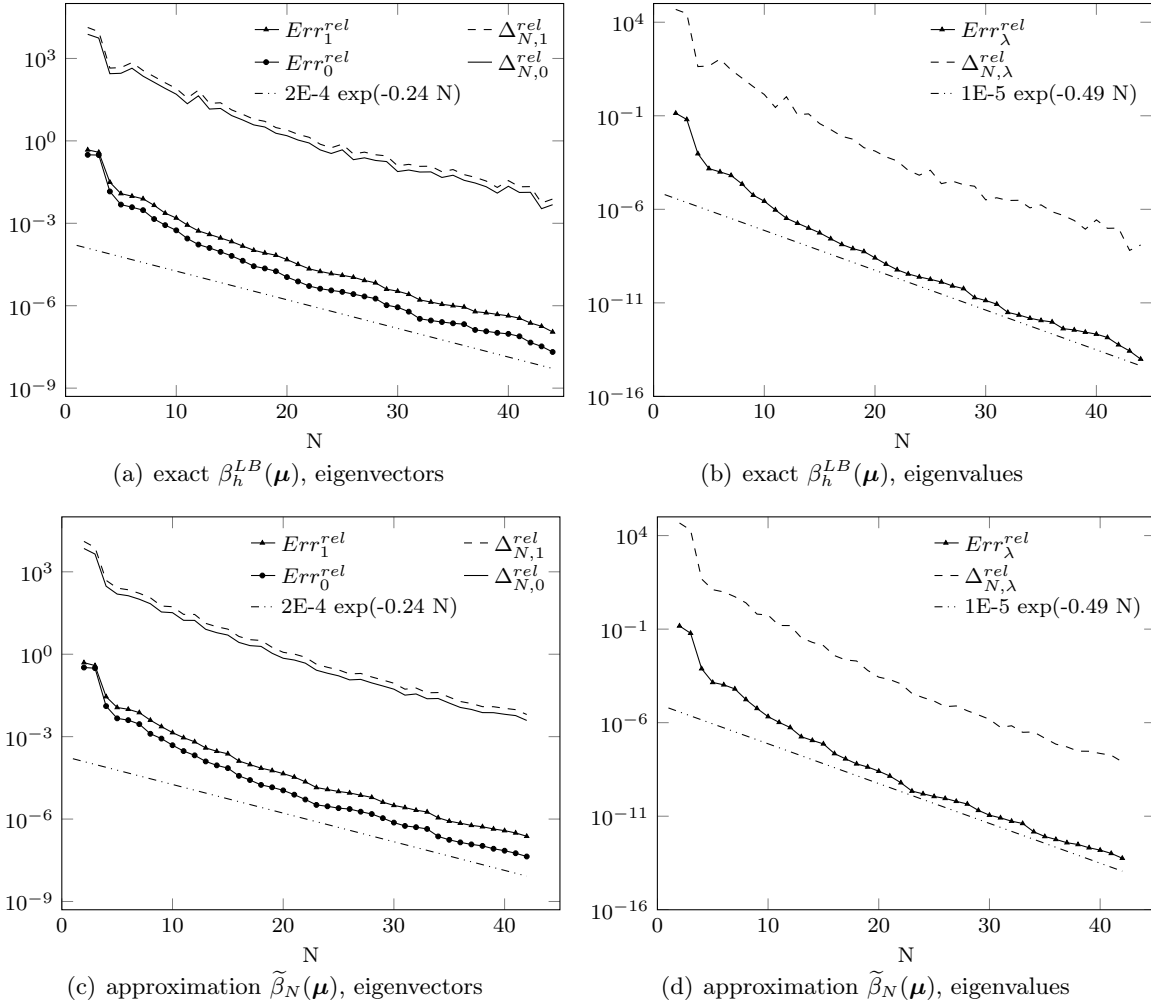 10^3
10^0
10^{-3}
10^{-6}
10^{-9}
0 10 20 30 40
N
Err_1^{rel}
Err_0^{rel}
2E-4 exp(-0.24 N)
Δ_{N,1}^{rel}
Δ_{N,0}^{rel}
(a) exact β_h^{LB}(μ), eigenvectors
10^4
10^{-1}
10^{-6}
10^{-11}
10^{-16}
0 10 20 30 40
N
Err_λ^{rel}
Δ_{N,λ}^{rel}
1E-5 exp(-0.49 N)
(b) exact β_h^{LB}(μ), eigenvalues
10^3
10^0
10^{-3}
10^{-6}
10^{-9}
0 10 20 30 40
N
Err_1^{rel}
Err_0^{rel}
2E-4 exp(-0.24 N)
Δ_{N,1}^{rel}
Δ_{N,0}^{rel}
(c) approximation β̃_N(μ), eigenvectors
10^4
10^{-1}
10^{-6}
10^{-11}
10^{-16}
0 10 20 30 40
N
Err_λ^{rel}
Δ_{N,λ}^{rel}
1E-5 exp(-0.49 N)
(d) approximation β̃_N(μ), eigenvalues